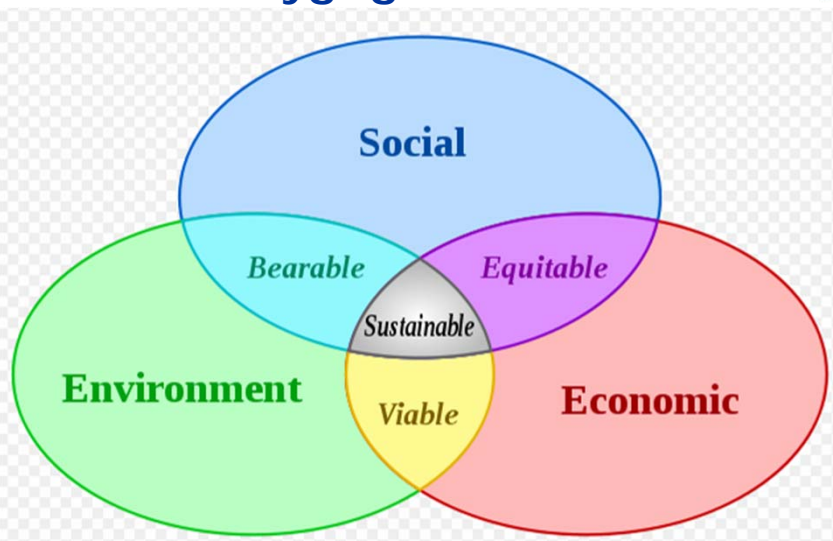 Social
Bearable
Equitable
Sustainable
Environment
Viable
Economic